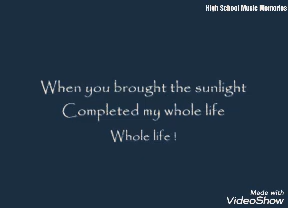 High School Music Memories
When you brought the sunlight
Completed my whole life
Whole life !
Made with
VideoShow